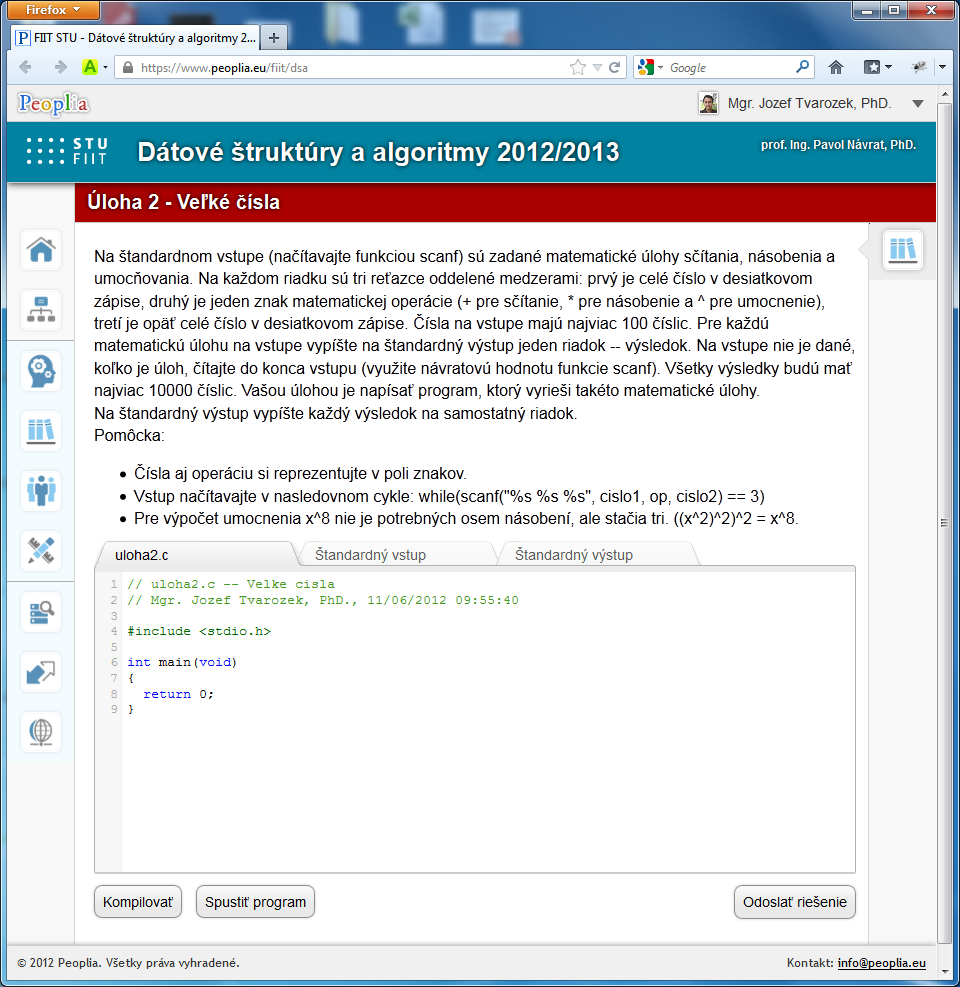 Firefox
FIIT STU - Dátové štruktúry a algoritmy 2...
https://www.peoplia.eu/fiit/dsa
Google
Peoplia
Mgr. Jozef Tvarozek, PhD.
STU
FIIT
Dátové štruktúry a algoritmy 2012/2013
prof. Ing. Pavol Návrat, PhD.
Úloha 2 - Veľké čísla
Na štandardnom vstupe (načítavajte funkciou scanf) sú zadané matematické úlohy sčítania, násobenia a
umocňovania. Na každom riadku sú tri reťazce oddelené medzerami: prvý je celé číslo v desiatkovom
zápise, druhý je jeden znak matematickej operácie (+ pre sčítanie, * pre násobenie a ^ pre umocnenie),
tretí je opäť celé číslo v desiatkovom zápise. Čísla na vstupe majú najviac 100 číslic. Pre každú
matematickú úlohu na vstupe vypíšte na štandardný výstup jeden riadok -- výsledok. Na vstupe nie je dané,
koľko je úloh, čítajte do konca vstupu (využite návratovú hodnotu funkcie scanf). Všetky výsledky budú mať
najviac 10000 číslic. Vašou úlohou je napísať program, ktorý vyrieši takéto matematické úlohy.
Na štandardný výstup vypíšte každý výsledok na samostatný riadok.
Pomôcka:
• Čísla aj operáciu si reprezentujte v poli znakov.
• Vstup načítavajte v nasledovnom cykle: while(scanf("%s %s %s", cislo1, op, cislo2) == 3)
• Pre výpočet umocnenia x^8 nie je potrebných osem násobení, ale stačia tri. ((x^2)^2)^2 = x^8.
uloha2.c
Štandardný vstup
Štandardný výstup
1 // uloha2.c -- Velke cisla
2 // Mgr. Jozef Tvarozek, PhD., 11/06/2012 09:55:40
3
4 #include <stdio.h>
5
6 int main(void)
7 {
8   return 0;
9 }
Kompilovať
Spustiť program
Odoslať riešenie
© 2012 Peoplia. Všetky práva vyhradené.
Kontakt: info@peoplia.eu